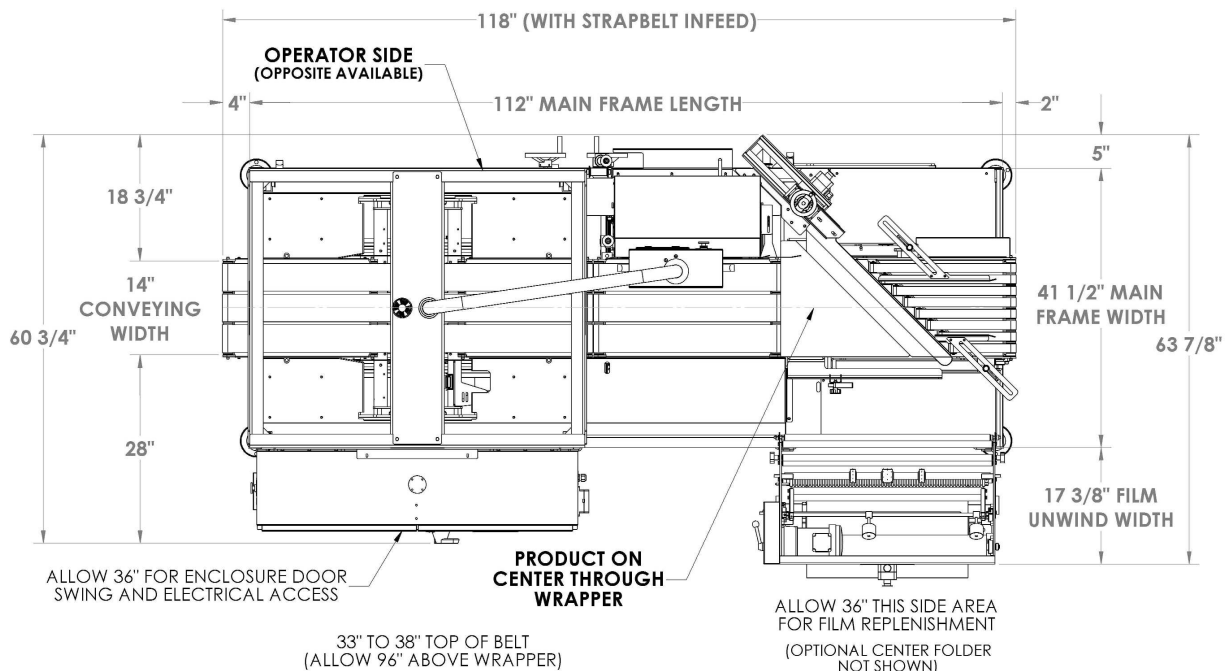 118" (WITH STRAPBELT INFEED)
OPERATOR SIDE
(OPPOSITE AVAILABLE)
4"
112" MAIN FRAME LENGTH
2"
5"
18 3/4"
14"
CONVEYING
WIDTH
60 3/4"
41 1/2" MAIN
FRAME WIDTH
63 7/8"
28"
17 3/8" FILM
UNWIND WIDTH
ALLOW 36" FOR ENCLOSURE DOOR
SWING AND ELECTRICAL ACCESS
PRODUCT ON
CENTER THROUGH
WRAPPER
ALLOW 36" THIS SIDE AREA
FOR FILM REPLENISHMENT
(OPTIONAL CENTER FOLDER
NOT SHOWN)
33" TO 38" TOP OF BELT
(ALLOW 96" ABOVE WRAPPER)